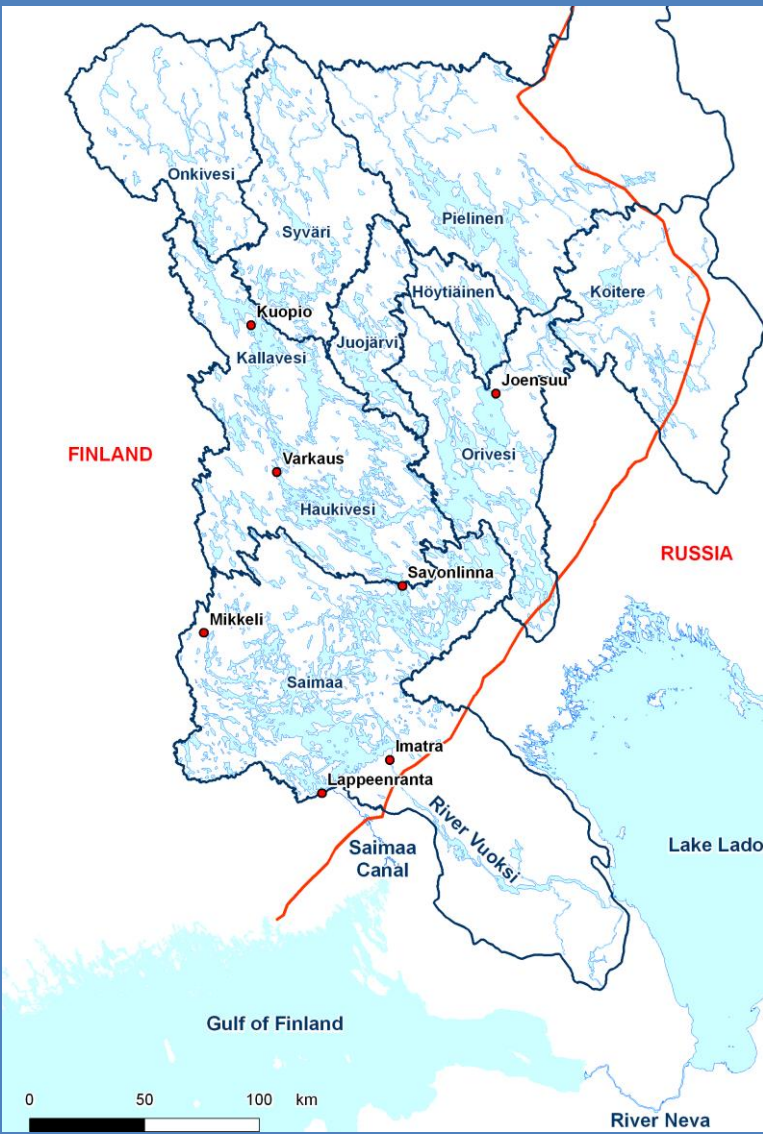 Onkivesi
Syväri
Pielinen
Höytiäinen
Koitere
Kuopio
Kallavesi
Juojärvi
Joensuu
FINLAND
Varkaus
Orivesi
Haukivesi
RUSSIA
Savonlinna
Mikkeli
Saimaa
Imatra
Lappeenranta
River Vuoksi
Saimaa
Canal
Lake Lado
Gulf of Finland
0 50 100 km
River Neva